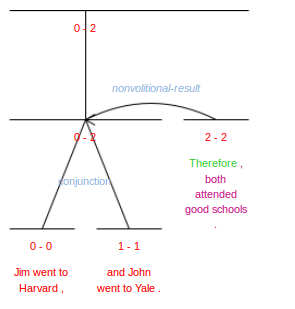 0 - 2
nonvolitional-result
0 - 2
2 - 2
Therefore ,
both
attended
good schools
.
conjunction
0 - 0
1 - 1
Jim went to
Harvard ,
and John
went to Yale .